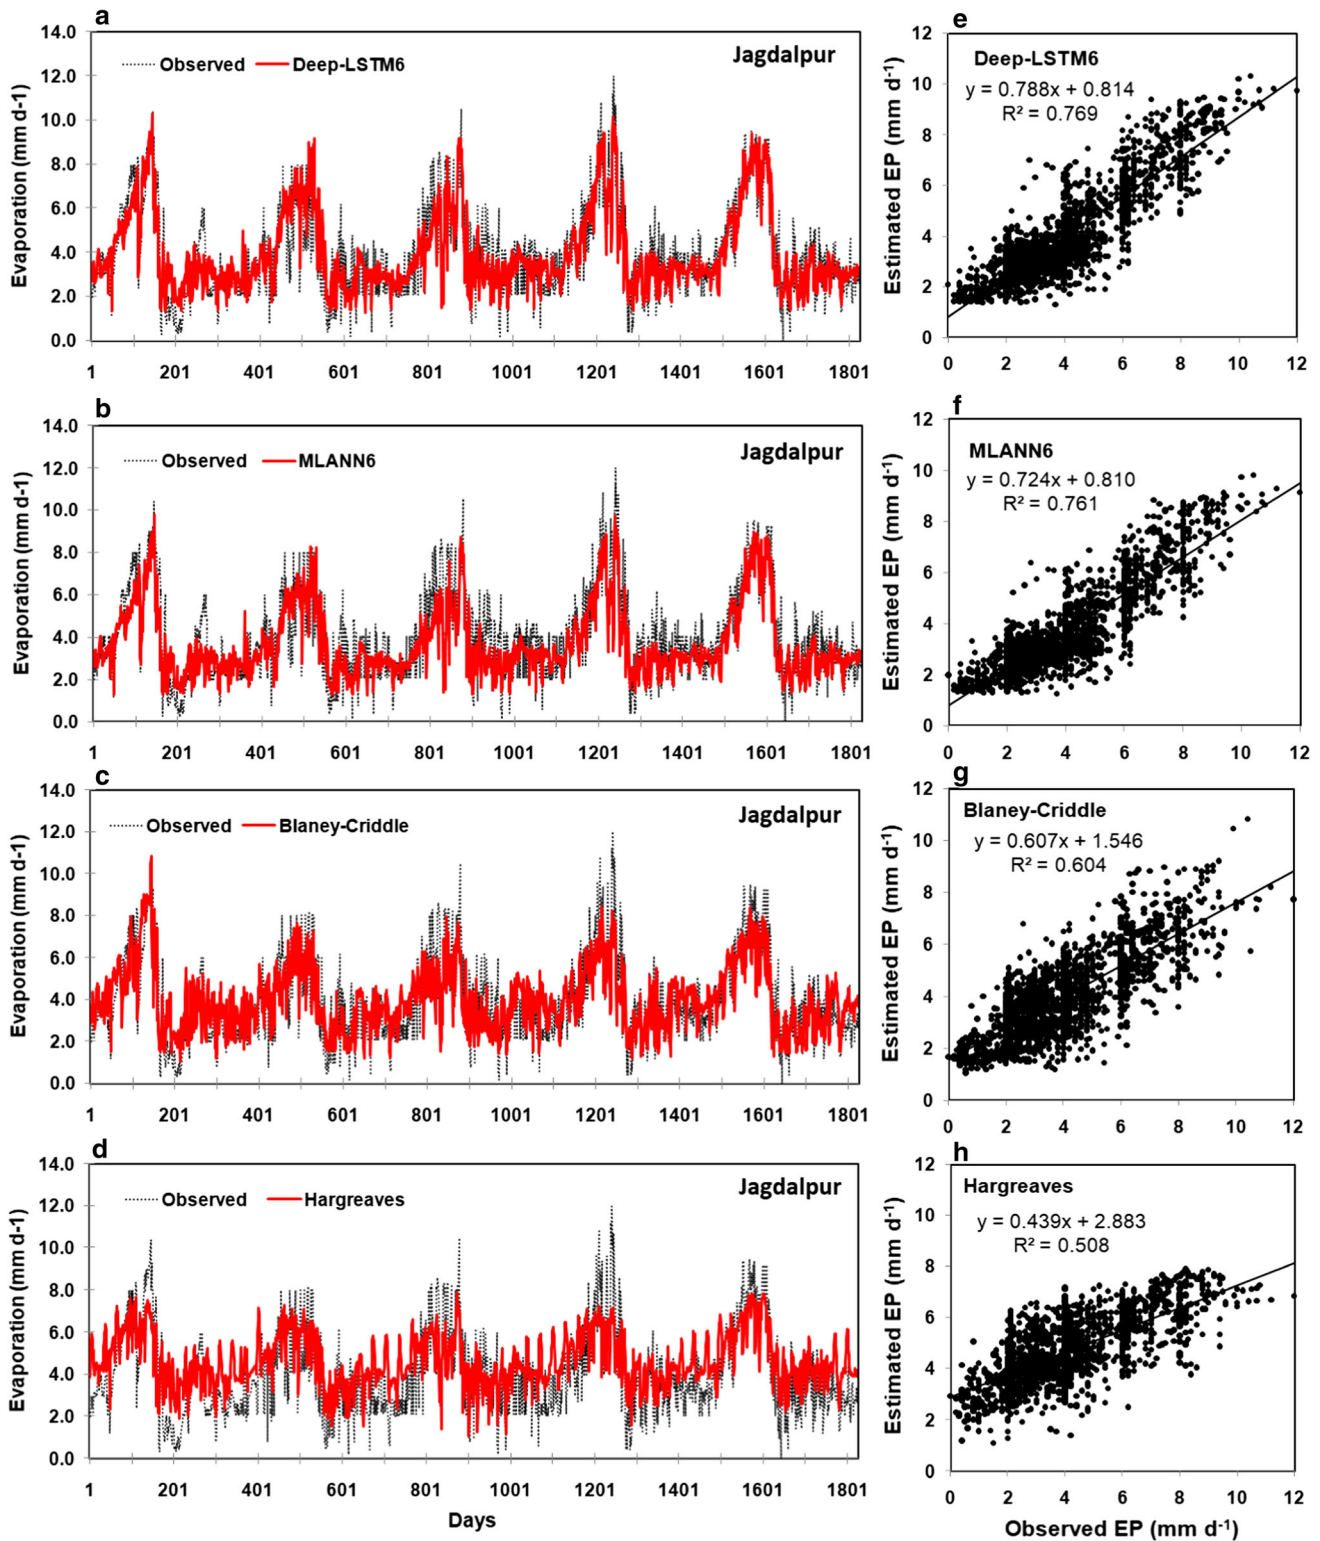 a
14.0
12.0
10.0
8.0
6.0
4.0
2.0
0.0
Evaporation (mm d-1)
Observed Deep-LSTM6
Jagdalpur
1 201 401 601 801 1001 1201 1401 1601 1801
e
12
10
8
6
4
2
0
Estimated EP (mm d-1)
Deep-LSTM6
y = 0.788x + 0.814
R² = 0.769
0 2 4 6 8 10 12
b
14.0
12.0
10.0
8.0
6.0
4.0
2.0
0.0
Evaporation (mm d-1)
Observed MLANN6
Jagdalpur
1 201 401 601 801 1001 1201 1401 1601 1801
f
12
10
8
6
4
2
0
Estimated EP (mm d-1)
MLANN6
y = 0.724x + 0.810
R² = 0.761
0 2 4 6 8 10 12
c
14.0
12.0
10.0
8.0
6.0
4.0
2.0
0.0
Evaporation (mm d-1)
Observed Blaney-Criddle
Jagdalpur
1 201 401 601 801 1001 1201 1401 1601 1801
g
12
10
8
6
4
2
0
Estimated EP (mm d-1)
Blaney-Criddle
y = 0.607x + 1.546
R² = 0.604
0 2 4 6 8 10 12
d
14.0
12.0
10.0
8.0
6.0
4.0
2.0
0.0
Evaporation (mm d-1)
Observed Hargreaves
Jagdalpur
1 201 401 601 801 1001 1201 1401 1601 1801
Days
h
12
10
8
6
4
2
0
Estimated EP (mm d-1)
Hargreaves
y = 0.439x + 2.883
R² = 0.508
0 2 4 6 8 10 12
Observed EP (mm d-1)